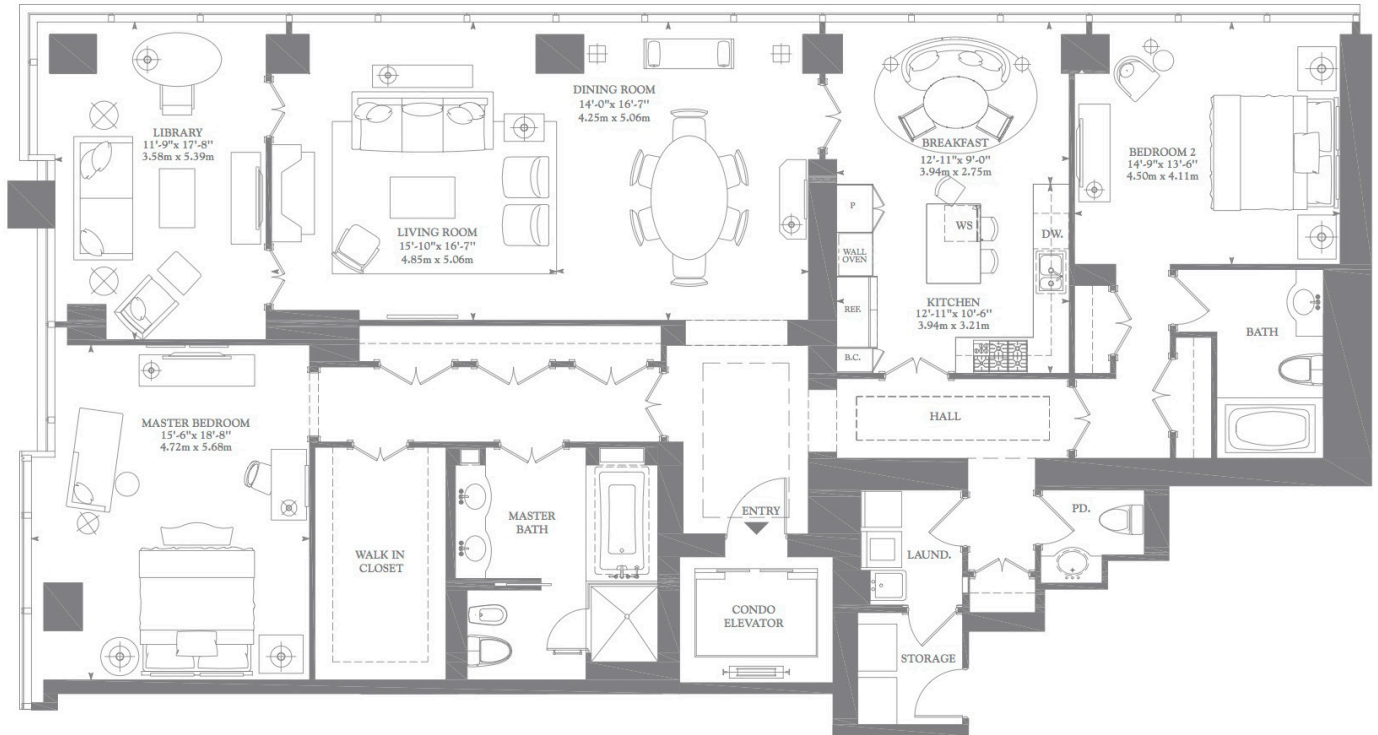 DINING ROOM
14'-0"x 16'-7"
4.25m x 5.06m
LIBRARY
11'-9"x 17'-8"
3.58m x 5.39m
BREAKFAST
12'-11"x 9'-0"
3.94m x 2.75m
BEDROOM 2
14'-9"x 13'-6"
4.50m x 4.11m
LIVING ROOM
15'-10"x 16'-7"
4.85m x 5.06m
P
WS
DW.
WALL
OVEN
REF.
B.C.
KITCHEN
12'-11"x 10'-6"
3.94m x 3.21m
BATH
MASTER BEDROOM
15'-6"x 18'-8"
4.72m x 5.68m
HALL
MASTER
BATH
ENTRY
PD.
WALK IN
CLOSET
LAUND.
CONDO
ELEVATOR
STORAGE